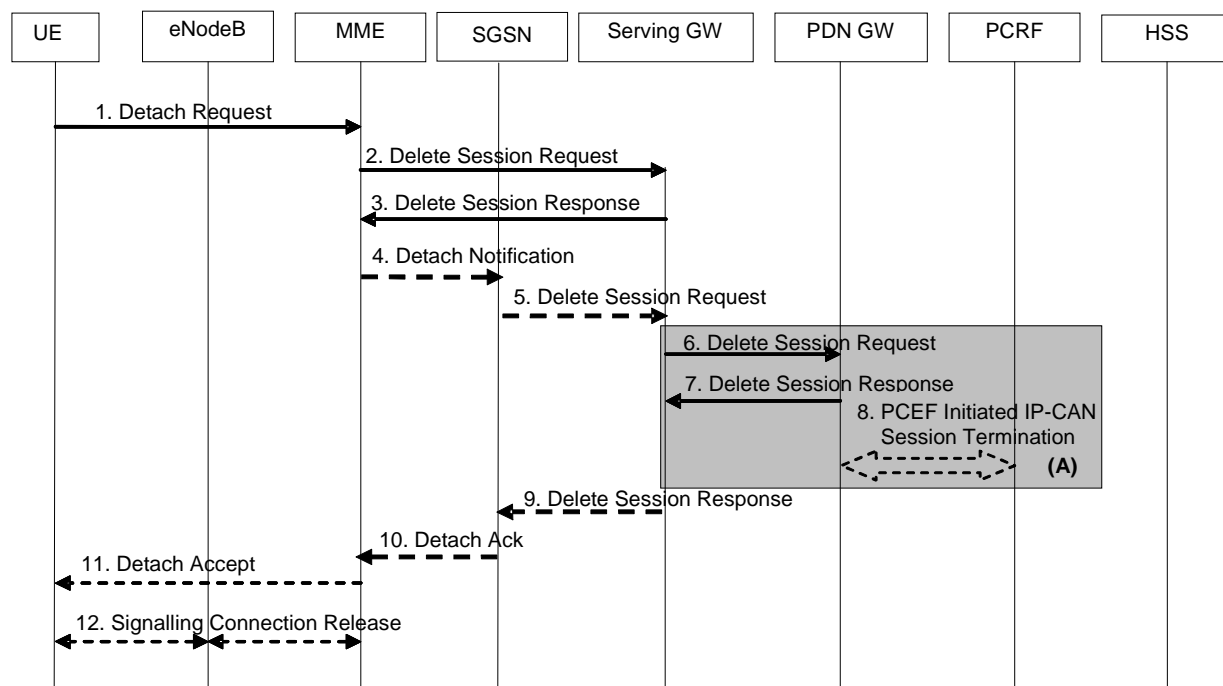 UE
eNodeB
MME
SGSN
Serving GW
PDN GW
PCRF
HSS
1. Detach Request
2. Delete Session Request
3. Delete Session Response
4. Detach Notification
5. Delete Session Request
6. Delete Session Request
7. Delete Session Response
8. PCEF Initiated IP-CAN
Session Termination
(A)
9. Delete Session Response
10. Detach Ack
11. Detach Accept
12. Signalling Connection Release